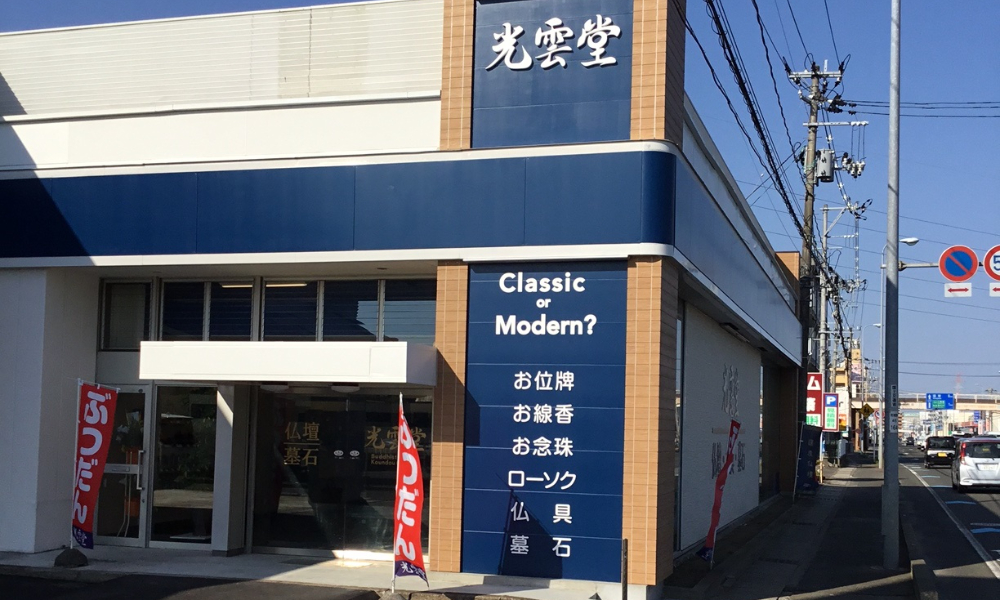 光雲堂
Classic
or
Modern?
お位牌
お線香
お念珠
ローソク
仏 具
墓 石
仏壇
墓石
光雲堂
ぶつだん
ぶつだん